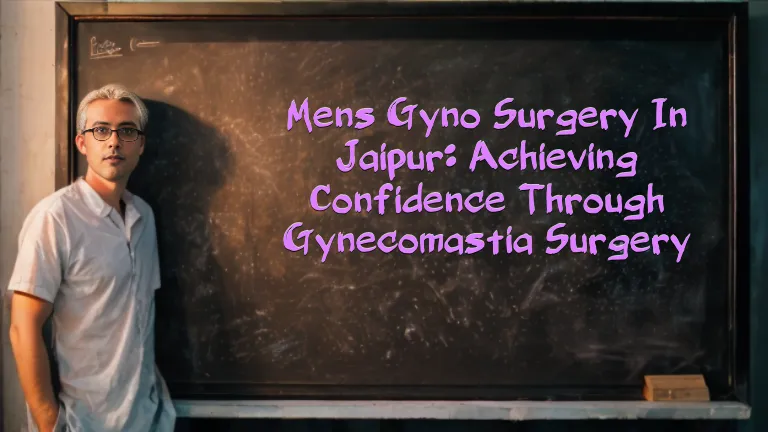 Mens Gyno Surgery In
Jaipur: Achieving
Confidence Through
Gynecomastia Surgery